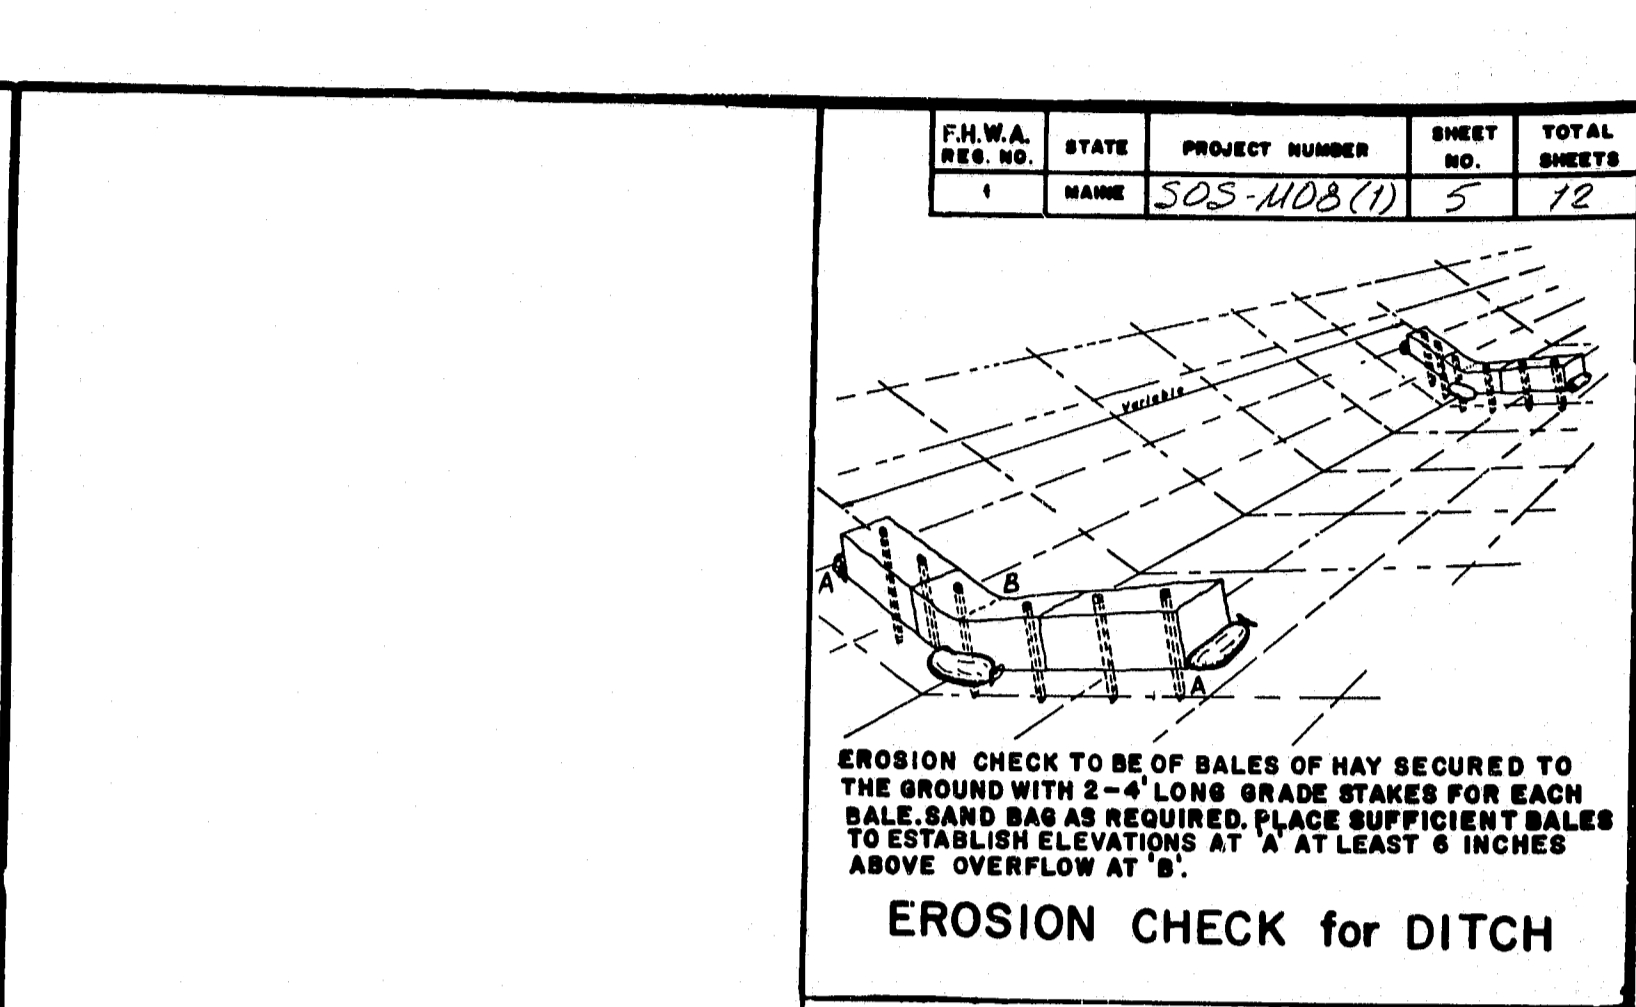 F.H.W.A. REG. NO. STATE PROJECT NUMBER SHEET NO. TOTAL SHEETS
1 MAINE SOS-M08(1) 5 12
Variable
A
B
A
EROSION CHECK TO BE OF BALES OF HAY SECURED TO
THE GROUND WITH 2-4' LONG GRADE STAKES FOR EACH
BALE. SAND BAG AS REQUIRED. PLACE SUFFICIENT BALES
TO ESTABLISH ELEVATIONS AT 'A' AT LEAST 6 INCHES
ABOVE OVERFLOW AT 'B'.
EROSION CHECK for DITCH